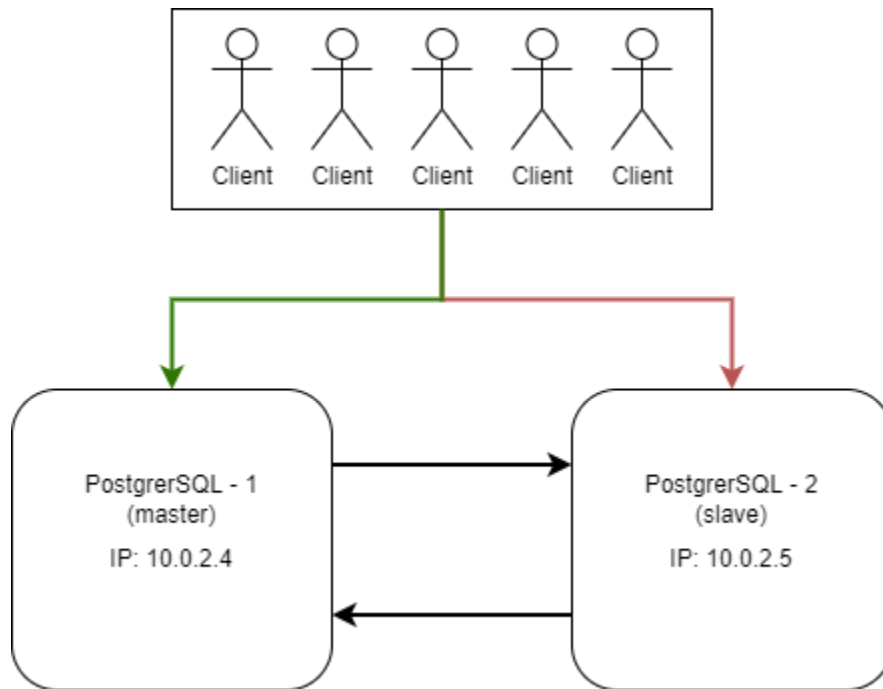 Client Client Client Client Client
PostgrerSQL - 1
(master)
IP: 10.0.2.4
PostgrerSQL - 2
(slave)
IP: 10.0.2.5